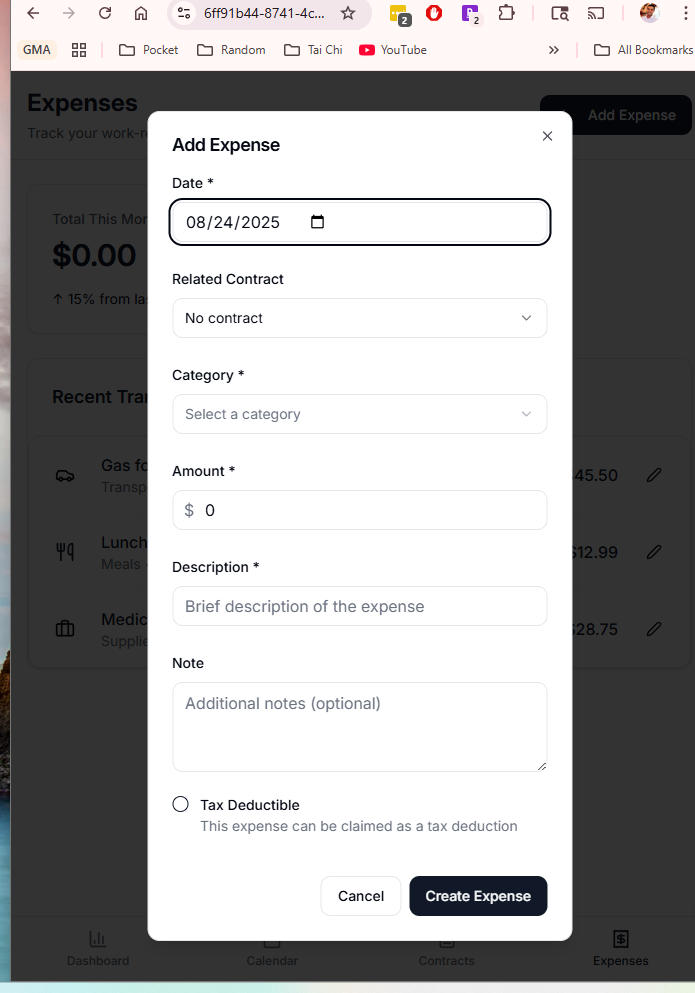 6ff91b44-8741-4c...
2
2
GMA
Pocket
Random
Tai Chi
YouTube
»
All Bookmarks
Expenses
Track your work-r
Add Expense
Total This Mor
$0.00
↑ 15% from la
Recent Tra
Gas fo
Transp
45.50
Lunch
Meals
$12.99
Medic
Supplie
$28.75
Add Expense
Date *
08/24/2025
Related Contract
No contract
Category *
Select a category
Amount *
$ 0
Description *
Brief description of the expense
Note
Additional notes (optional)
Tax Deductible
This expense can be claimed as a tax deduction
Cancel
Create Expense
Dashboard
Calendar
Contracts
Expenses